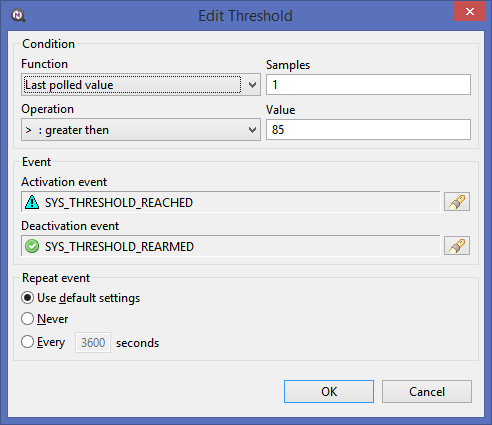 Edit Threshold
Condition
Function
Samples
Last polled value
1
Operation
Value
> : greater then
85
Event
Activation event
SYS_THRESHOLD_REACHED
Deactivation event
SYS_THRESHOLD_REARMED
Repeat event
Use default settings
Never
Every 3600 seconds
OK
Cancel